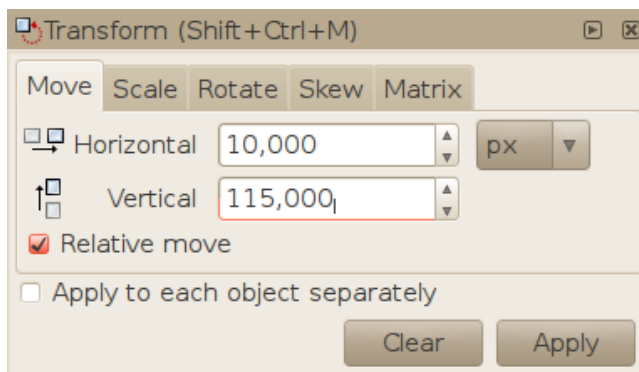 Transform (Shift+Ctrl+M)
Move Scale Rotate Skew Matrix
Horizontal 10,000 px
Vertical 115,000
Relative move
Apply to each object separately
Clear Apply